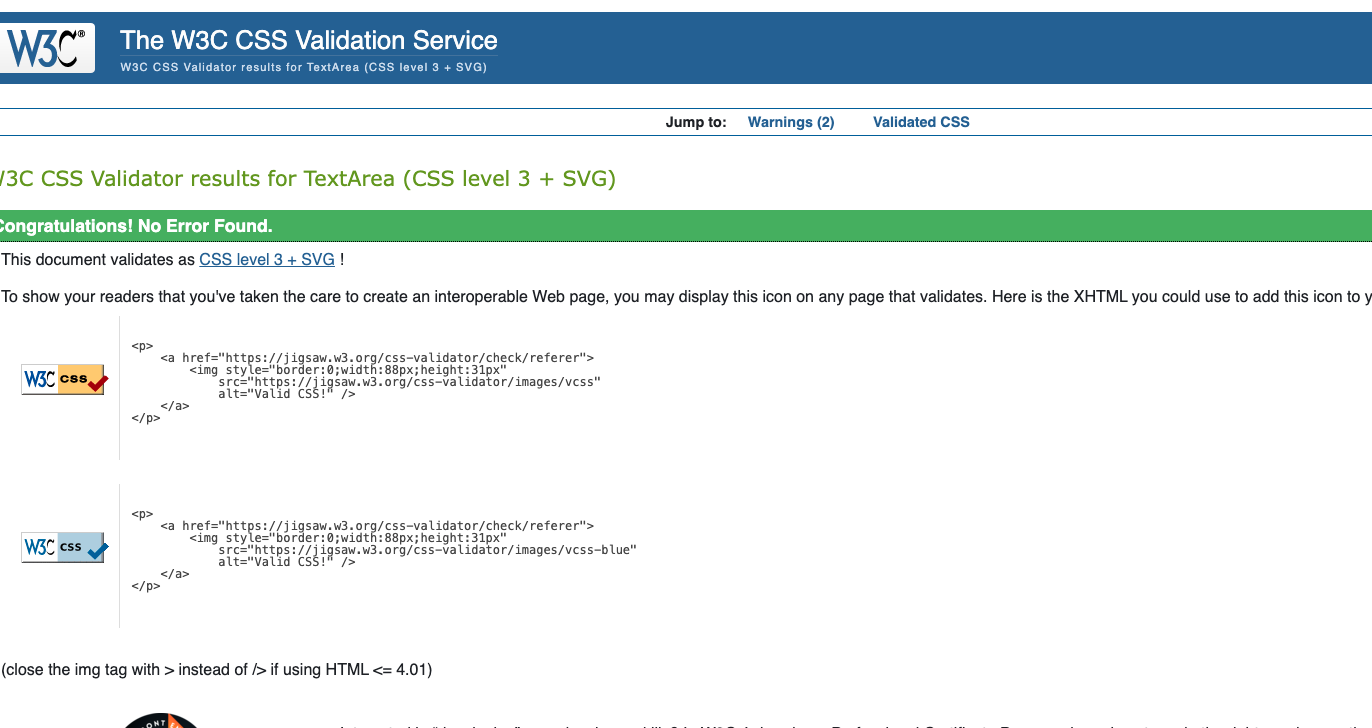 W3C®
The W3C CSS Validation Service
W3C CSS Validator results for TextArea (CSS level 3 + SVG)
Jump to: Warnings (2) Validated CSS
W3C CSS Validator results for TextArea (CSS level 3 + SVG)
Congratulations! No Error Found.
This document validates as CSS level 3 + SVG !
To show your readers that you've taken the care to create an interoperable Web page, you may display this icon on any page that validates. Here is the XHTML you could use to add this icon to
W3C css
<p>
    <a href="https://jigsaw.w3.org/css-validator/check/referer">
        <img style="border:0;width:88px;height:31px"
            src="https://jigsaw.w3.org/css-validator/images/vcss"
            alt="Valid CSS!" />
    </a>
</p>
W3C css
<p>
    <a href="https://jigsaw.w3.org/css-validator/check/referer">
        <img style="border:0;width:88px;height:31px"
            src="https://jigsaw.w3.org/css-validator/images/vcss-blue"
            alt="Valid CSS!" />
    </a>
</p>
(close the img tag with > instead of /> if using HTML <= 4.01)